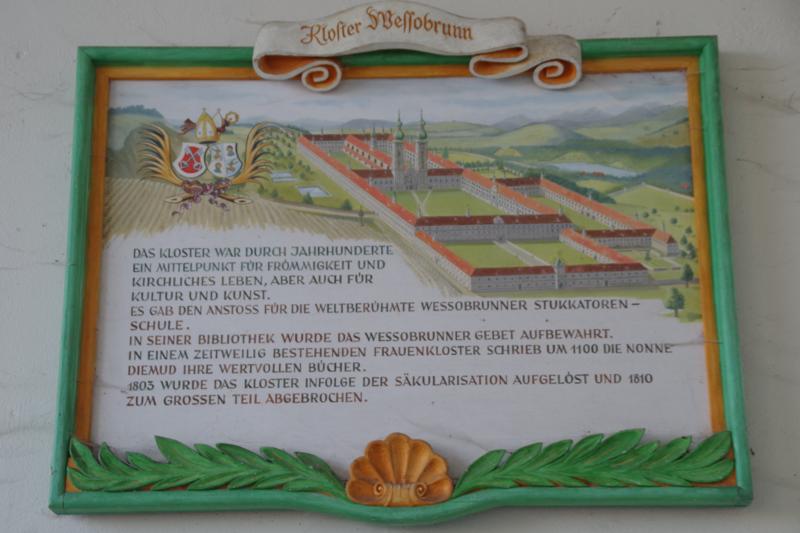 Kloster Wessobrunn
DAS KLOSTER WAR DURCH JAHRHUNDERTE
EIN MITTELPUNKT FÜR FRÖMMIGKEIT UND
KIRCHLICHES LEBEN, ABER AUCH FÜR
KULTUR UND KUNST.
ES GAB DEN ANSTOSS FÜR DIE WELTBERÜHMTE WESSOBRUNNER STUKKATOREN-
SCHULE.
IN SEINER BIBLIOTHEK WURDE DAS WESSOBRUNNER GEBET AUFBEWAHRT.
IN EINEM ZEITWEILIG BESTEHENDEN FRAUENKLOSTER SCHRIEB UM 1100 DIE NONNE
DIEMUD IHRE WERTVOLLEN BÜCHER.
1803 WURDE DAS KLOSTER INFOLGE DER SÄKULARISATION AUFGELÖST UND 1810
ZUM GROSSEN TEIL ABGEBROCHEN.